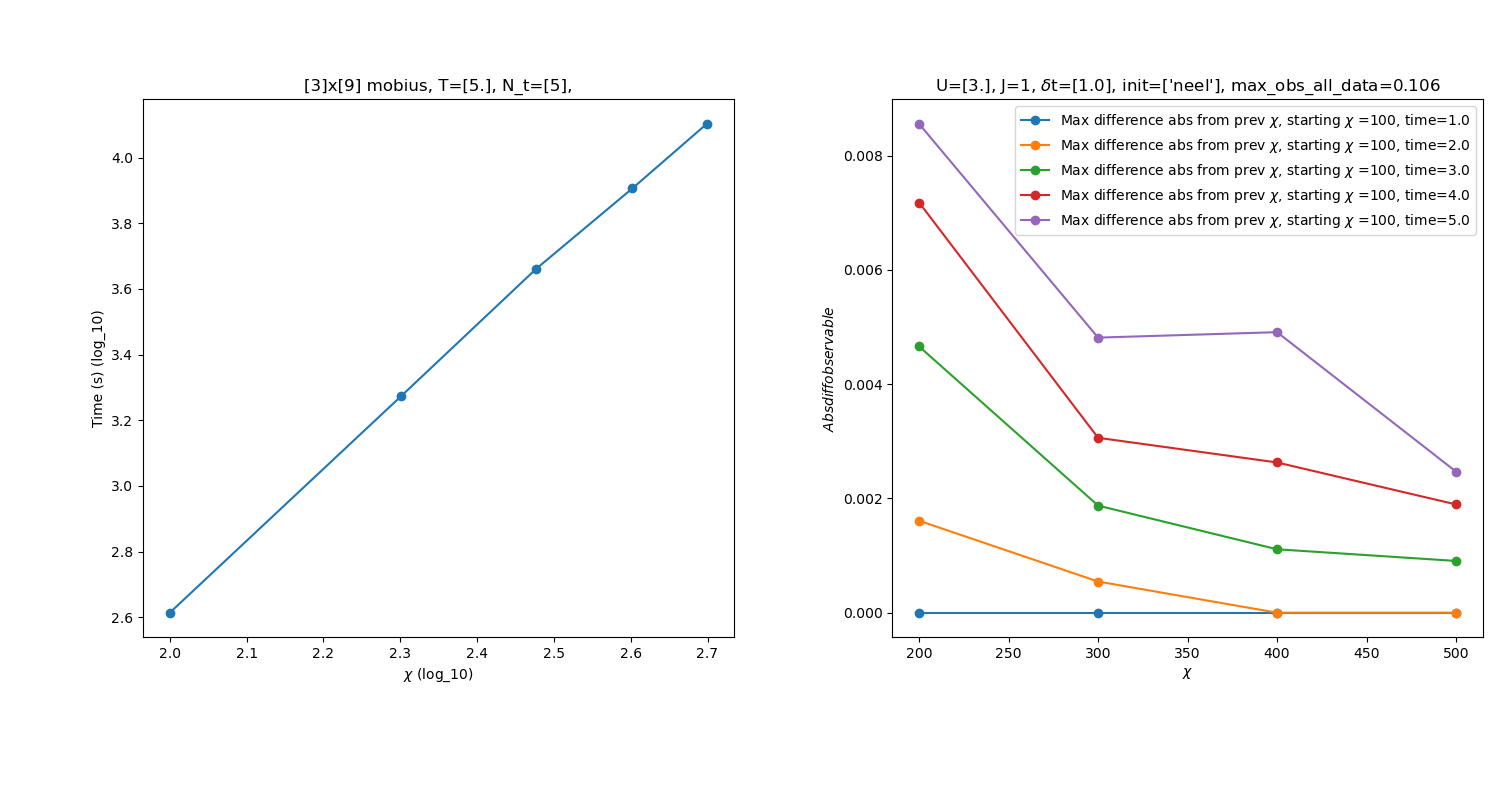 [3]x[9] mobius, T=[5.], N_t=[5],
Time (s) (log_10)
4.0
3.8
3.6
3.4
3.2
3.0
2.8
2.6
2.0 2.1 2.2 2.3 2.4 2.5 2.6 2.7
χ (log_10)
U=[3.], J=1, δt=[1.0], init=['neel'], max_obs_all_data=0.106
Max difference abs from prev χ, starting χ =100, time=1.0
Max difference abs from prev χ, starting χ =100, time=2.0
Max difference abs from prev χ, starting χ =100, time=3.0
Max difference abs from prev χ, starting χ =100, time=4.0
Max difference abs from prev χ, starting χ =100, time=5.0
Absdiffobservable
0.008
0.006
0.004
0.002
0.000
200 250 300 350 400 450 500
χ